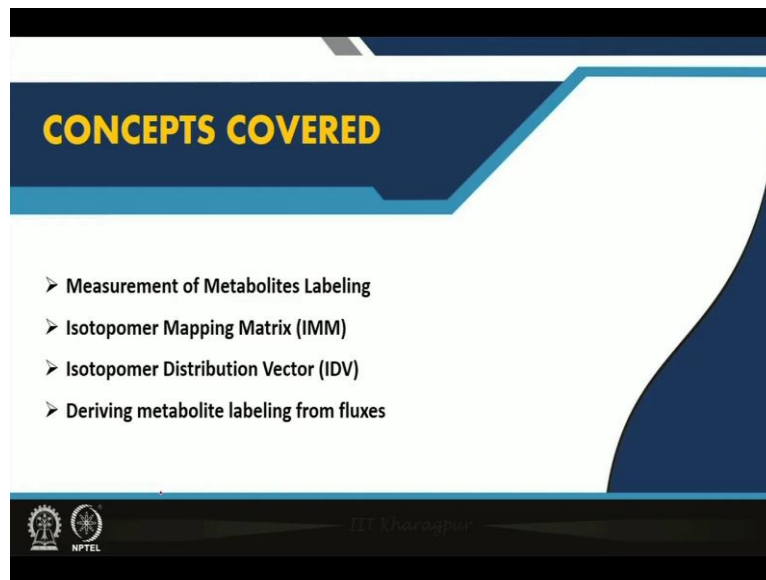 CONCEPTS COVERED
➤ Measurement of Metabolites Labeling
➤ Isotopomer Mapping Matrix (IMM)
➤ Isotopomer Distribution Vector (IDV)
➤ Deriving metabolite labeling from fluxes
IIT Kharagpur
NPTEL